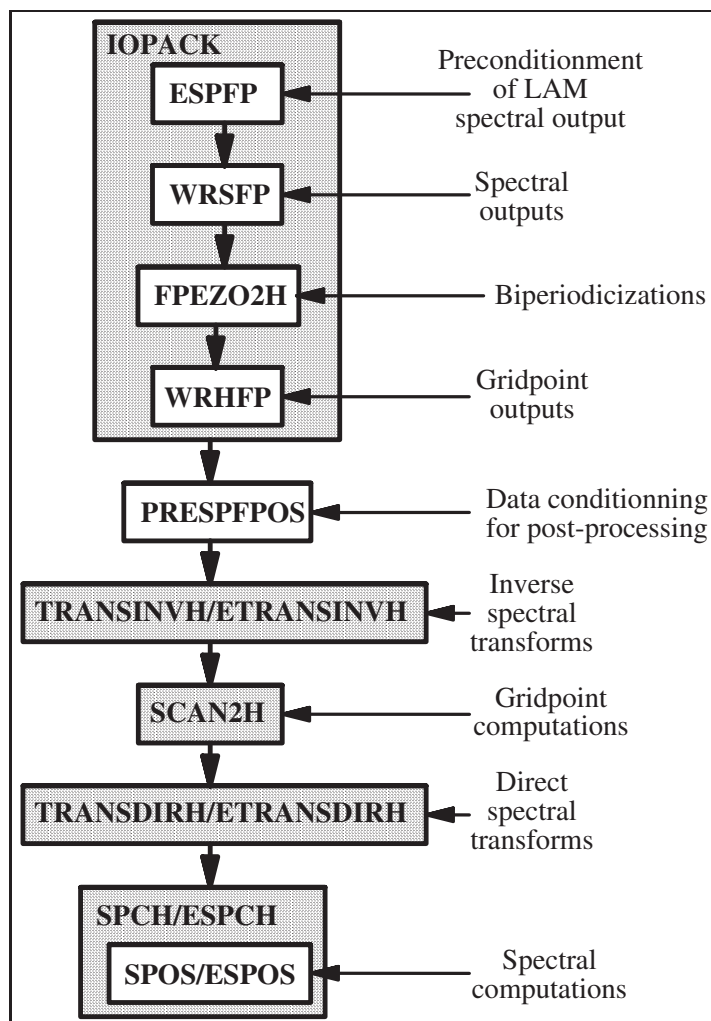 IOPACK
ESPFP
Preconditionment
of LAM
spectral output
WRSFP
Spectral
outputs
FPEZO2H
Biperiodicizations
WRHFP
Gridpoint
outputs
PRESPFPOS
Data conditionning
for post-processing
TRANSINVH/ETRANSINVH
Inverse
spectral
transforms
SCAN2H
Gridpoint
computations
TRANSDIRH/ETRANSDIRH
Direct
spectral
transforms
SPCH/ESPCH
SPOS/ESPOS
Spectral
computations